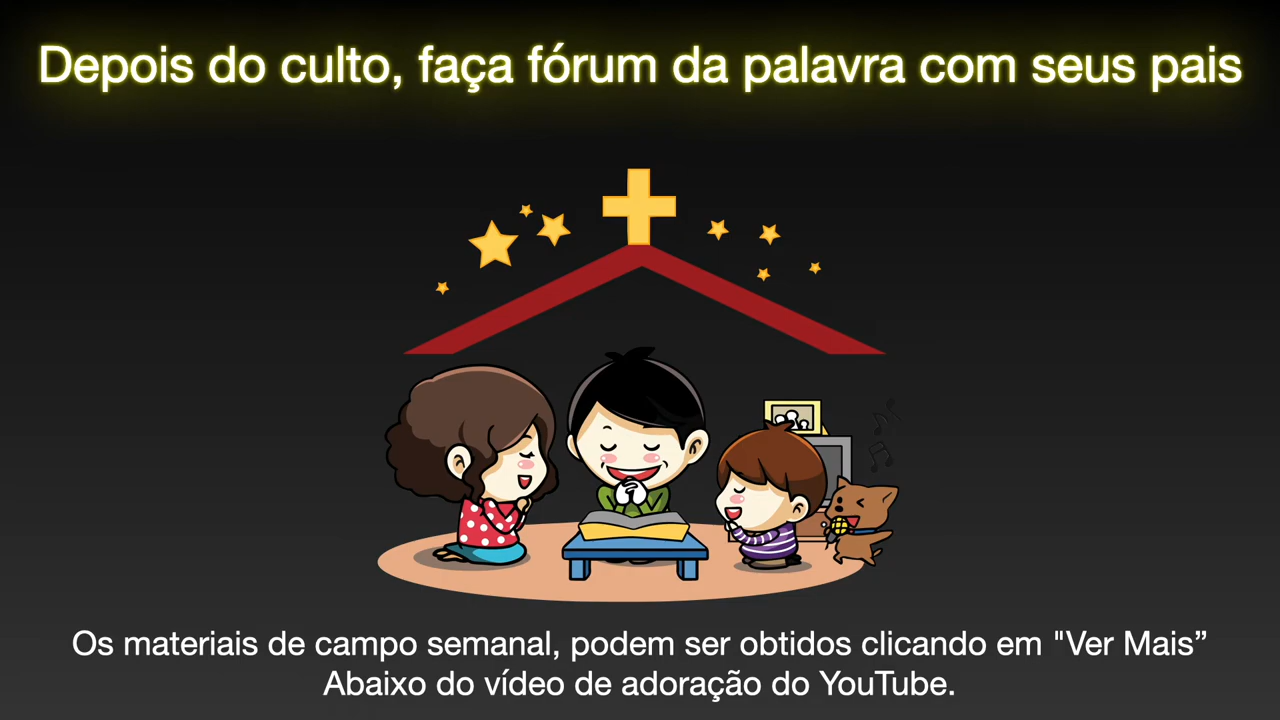 Depois do culto, faça fórum da palavra com seus pais
Os materiais de campo semanal, podem ser obtidos clicando em "Ver Mais”
Abaixo do vídeo de adoração do YouTube.